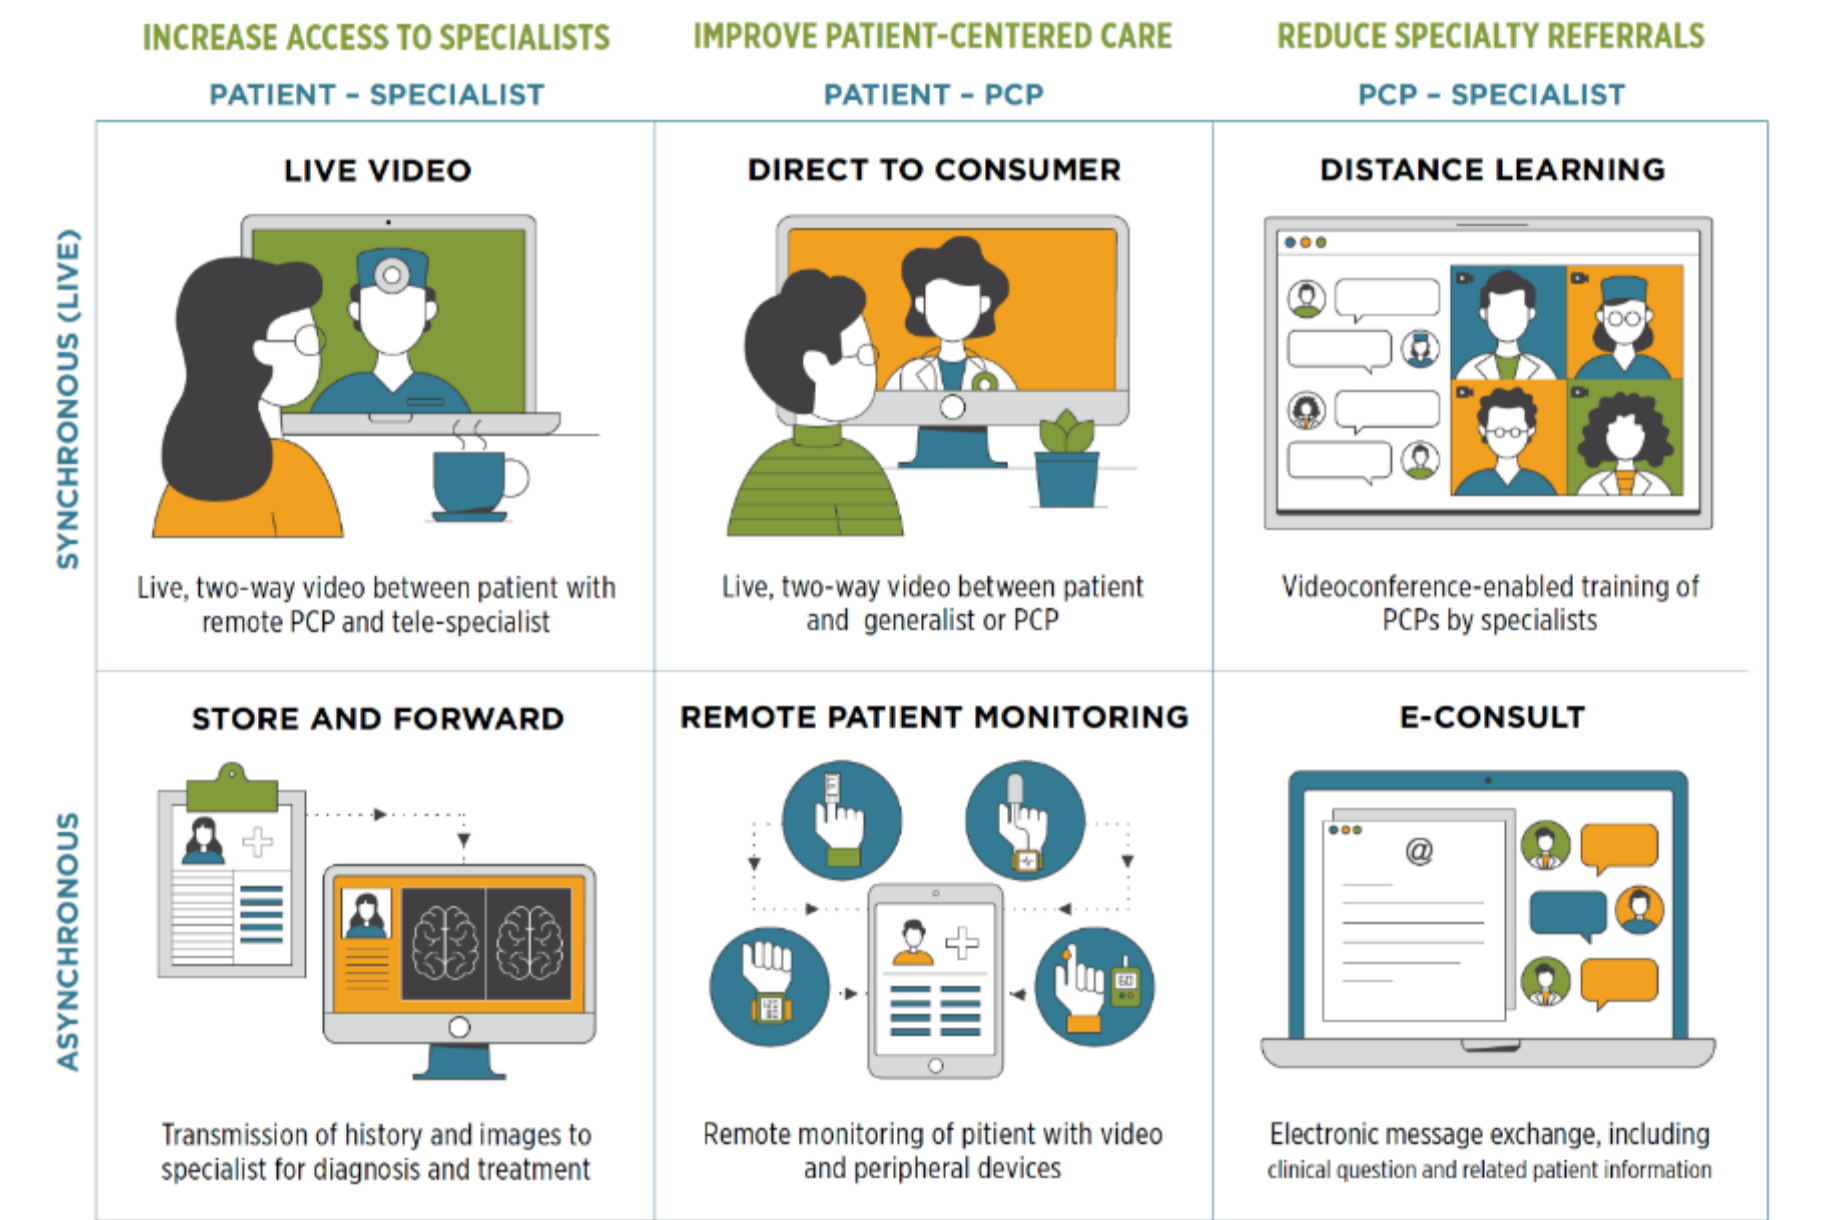 INCREASE ACCESS TO SPECIALISTS
PATIENT – SPECIALIST
IMPROVE PATIENT-CENTERED CARE
PATIENT – PCP
REDUCE SPECIALTY REFERRALS
PCP – SPECIALIST
SYNCHRONOUS (LIVE)
LIVE VIDEO
Live, two-way video between patient with
remote PCP and tele-specialist
DIRECT TO CONSUMER
Live, two-way video between patient
and generalist or PCP
DISTANCE LEARNING
Videoconference-enabled training of
PCPs by specialists
ASYNCHRONOUS
STORE AND FORWARD
Transmission of history and images to
specialist for diagnosis and treatment
REMOTE PATIENT MONITORING
60
Remote monitoring of pitient with video
and peripheral devices
E-CONSULT
@
Electronic message exchange, including
clinical question and related patient information